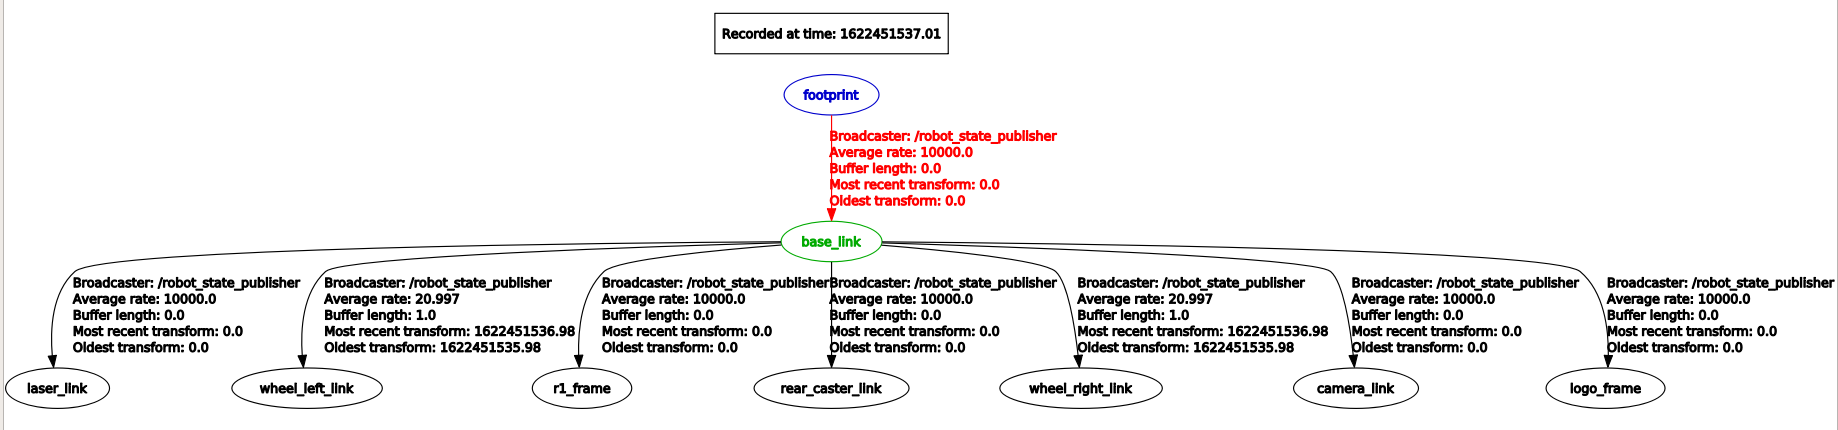 Recorded at time: 1622451537.01
footprint
Broadcaster: /robot_state_publisher
Average rate: 10000.0
Buffer length: 0.0
Most recent transform: 0.0
Oldest transform: 0.0
base_link
Broadcaster: /robot_state_publisher
Average rate: 10000.0
Buffer length: 0.0
Most recent transform: 0.0
Oldest transform: 0.0
Broadcaster: /robot_state_publisher
Average rate: 20.997
Buffer length: 1.0
Most recent transform: 1622451536.98
Oldest transform: 1622451535.98
Broadcaster: /robot_state_publisher
Average rate: 10000.0
Buffer length: 0.0
Most recent transform: 0.0
Oldest transform: 0.0
Broadcaster: /robot_state_publisher
Average rate: 10000.0
Buffer length: 0.0
Most recent transform: 0.0
Oldest transform: 0.0
Broadcaster: /robot_state_publisher
Average rate: 20.997
Buffer length: 1.0
Most recent transform: 1622451536.98
Oldest transform: 1622451535.98
Broadcaster: /robot_state_publisher
Average rate: 10000.0
Buffer length: 0.0
Most recent transform: 0.0
Oldest transform: 0.0
Broadcaster: /robot_state_publisher
Average rate: 10000.0
Buffer length: 0.0
Most recent transform: 0.0
Oldest transform: 0.0
laser_link
wheel_left_link
r1_frame
rear_caster_link
wheel_right_link
camera_link
logo_frame